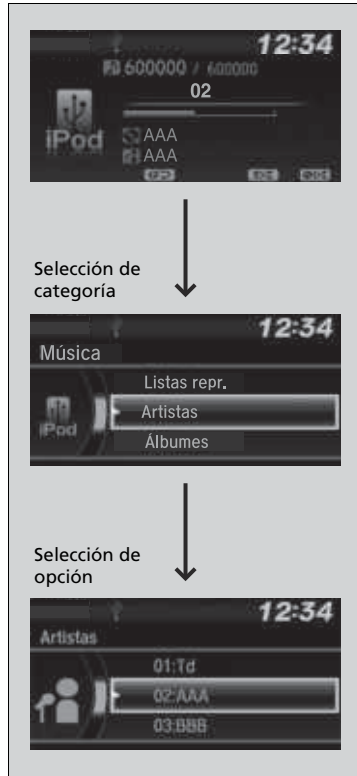 12:34
600000 / 600000
02
iPod
AAA
AAA
Selección de
categoría
12:34
Música
Listas repr.
Artistas
iPod
Álbumes
Selección de
opción
12:34
Artistas
01:Td
02:AAA
03:BBB